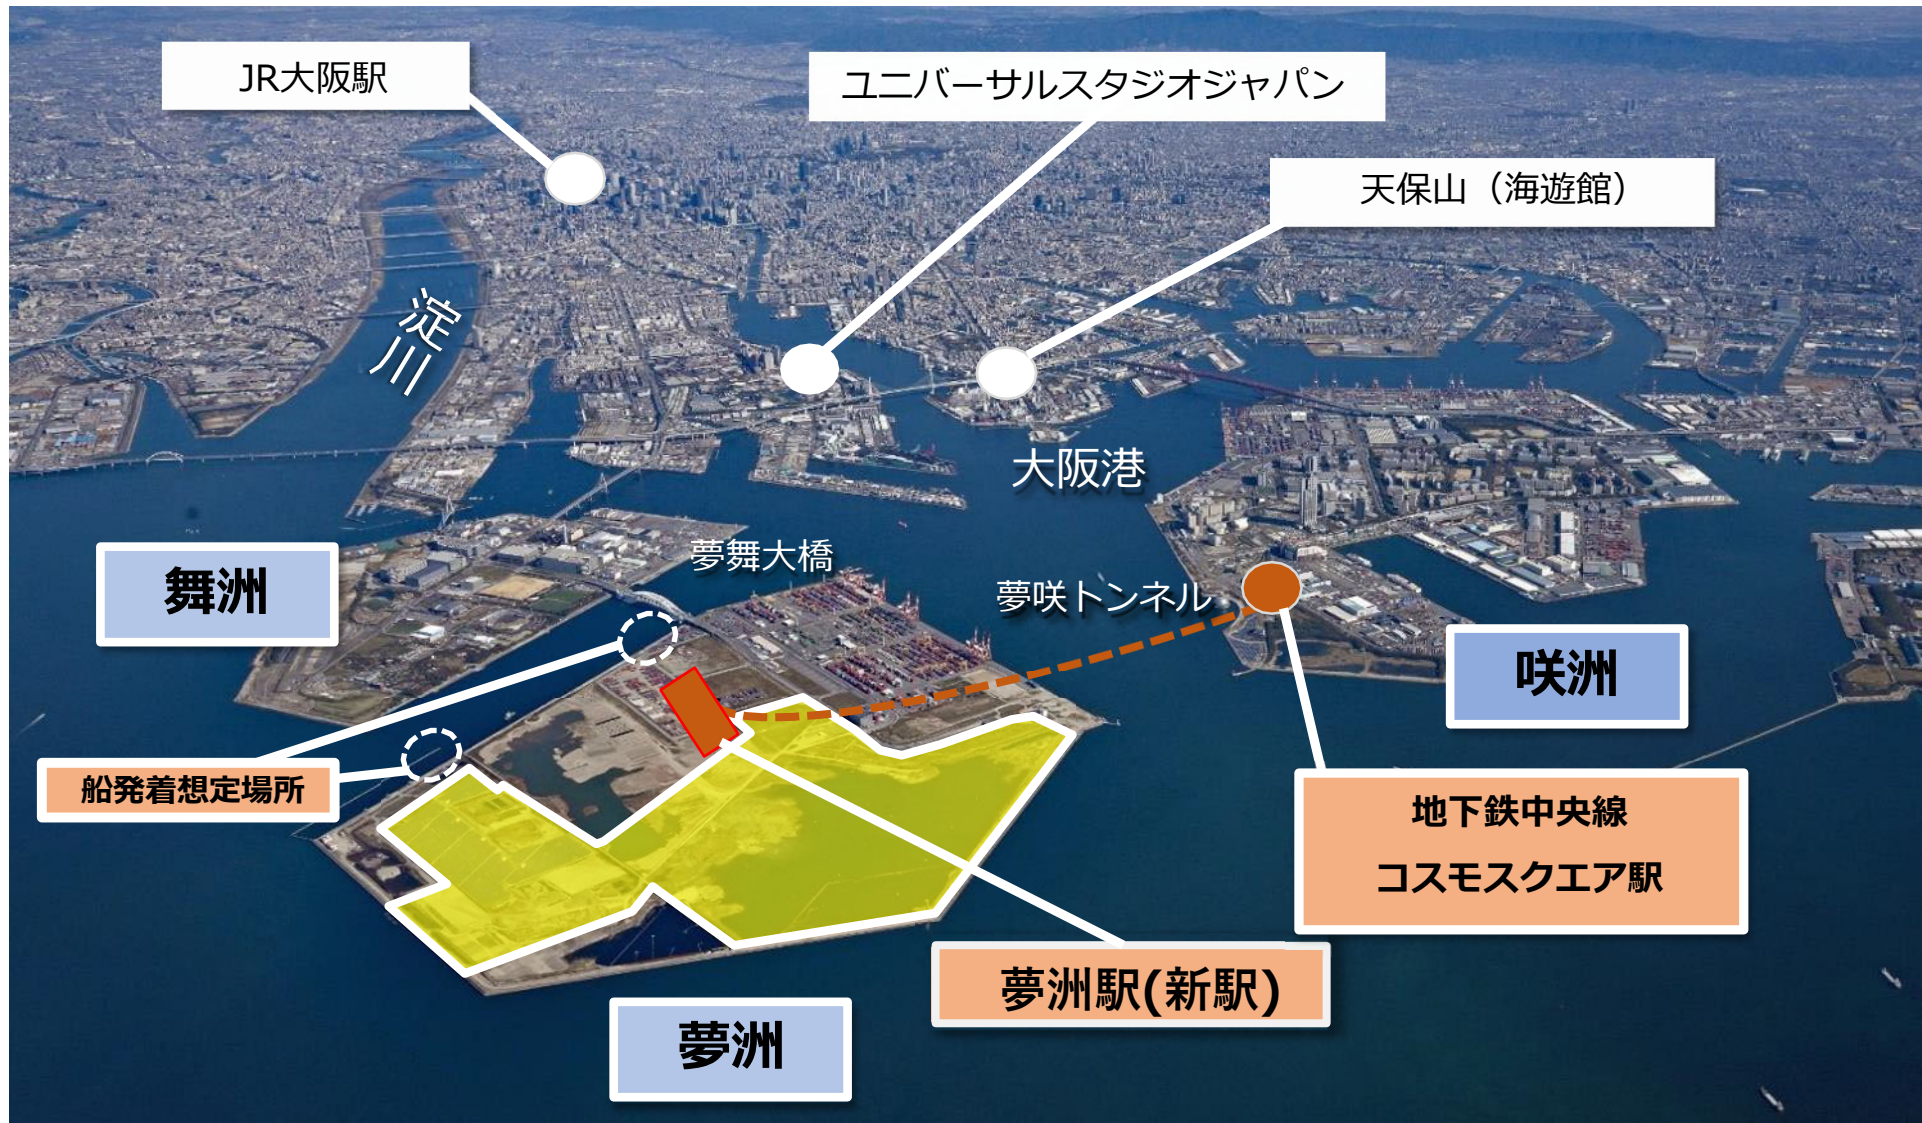 JR大阪駅
ユニバーサルスタジオジャパン
天保山（海遊館）
淀川
大阪港
夢舞大橋
舞洲
夢咲トンネル
咲洲
船発着想定場所
地下鉄中央線
コスモスクエア駅
夢洲駅(新駅)
夢洲